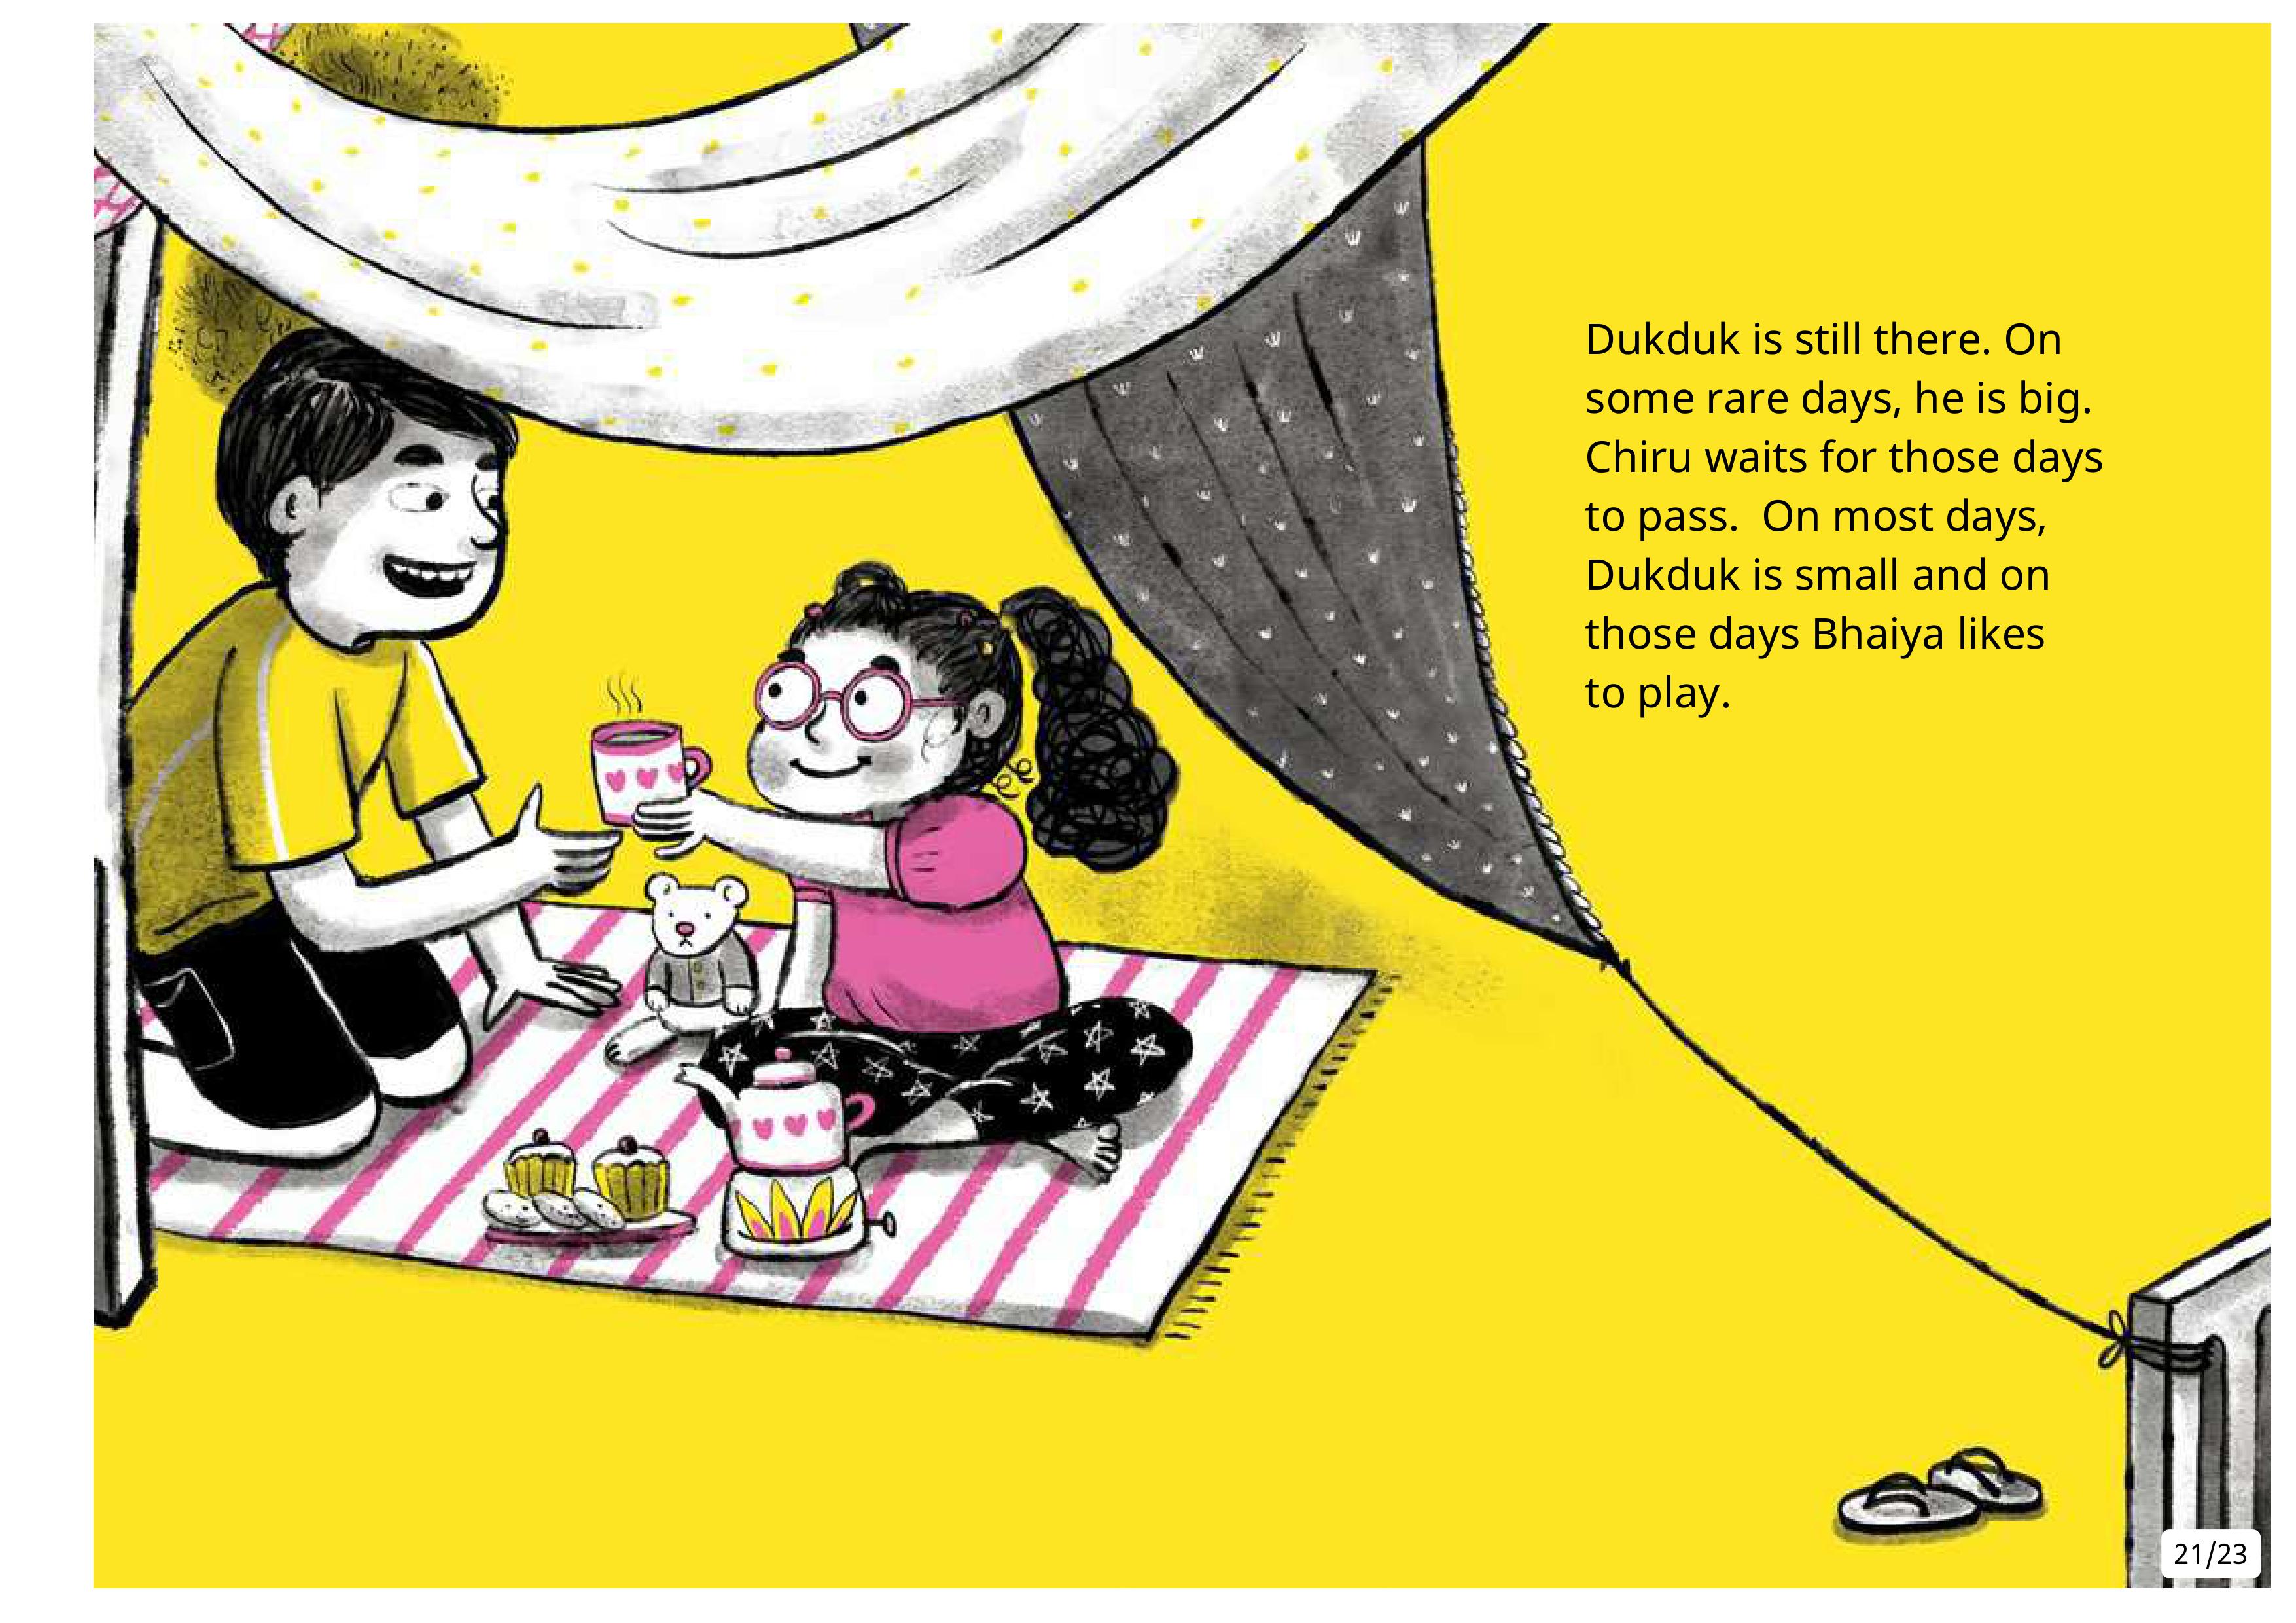 Dukduk is still there. On
some rare days, he is big.
Chiru waits for those days
to pass.  On most days,
Dukduk is small and on
those days Bhaiya likes
to play.
21/23